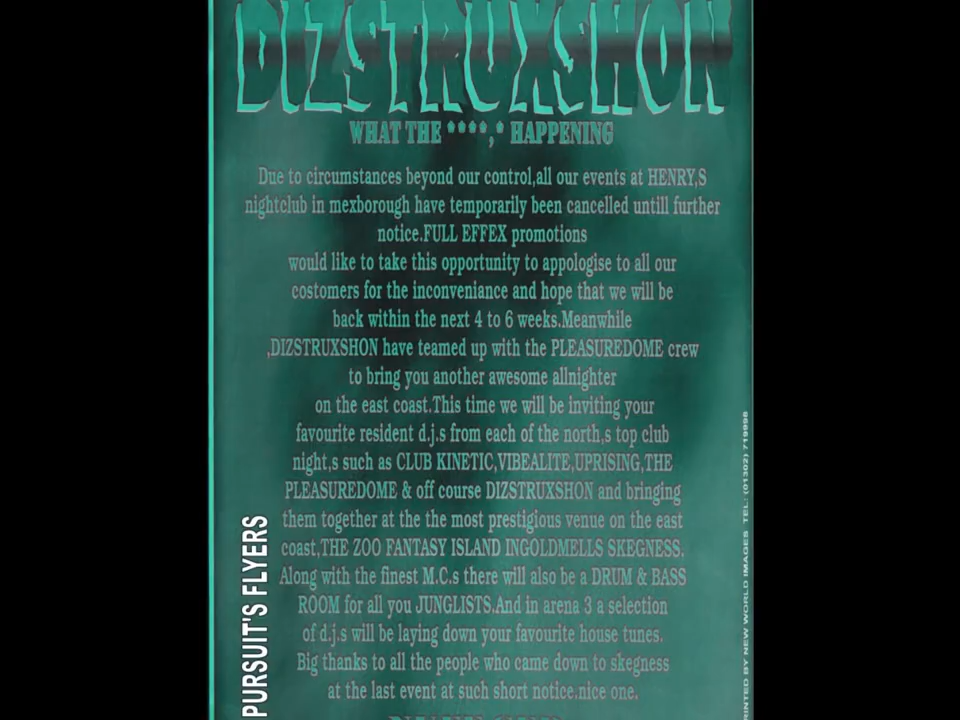 DIZSTRUXSHON
WHAT THE ****,* HAPPENING
Due to circumstances beyond our control,all our events at HENRY,S
nightclub in mexborough have temporarily been cancelled untill further
notice.FULL EFFEX promotions
would like to take this opportunity to appologise to all our
costomers for the inconveniance and hope that we will be
back within the next 4 to 6 weeks.Meanwhile
,DIZSTRUXSHON have teamed up with the PLEASUREDOME crew
to bring you another awesome allnighter
on the east coast.This time we will be inviting your
favourite resident d.j.s from each of the north,s top club
night,s such as CLUB KINETIC,VIBEALITE,UPRISING,THE
PLEASUREDOME & off course DIZSTRUXSHON and bringing
them together at the the most prestigious venue on the east
coast,THE ZOO FANTASY ISLAND INGOLDMELLS SKEGNESS.
Along with the finest M.C.s there will also be a DRUM & BASS
ROOM for all you JUNGLISTS.And in arena 3 a selection
of d.j.s will be laying down your favourite house tunes.
Big thanks to all the people who came down to skegness
at the last event at such short notice.nice one.
PURSUIT'S FLYERS
RINTED BY NEW WORLD IMAGES TEL: (01302) 719998